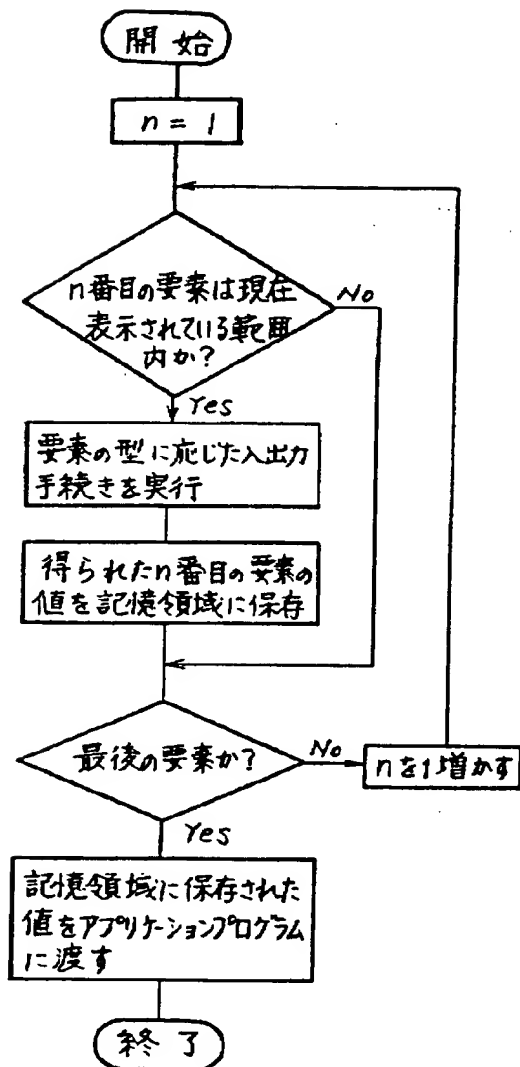 開始
n = 1
n番目の要素は現在
表示されている範囲
内か?
No
Yes
要素の型に応じた入出力
手続きを実行
得られたn番目の要素の
値を記憶領域に保存
最後の要素か?
No
nを1増かす
Yes
記憶領域に保存された
値をアプリケーションプログラム
に渡す
終了